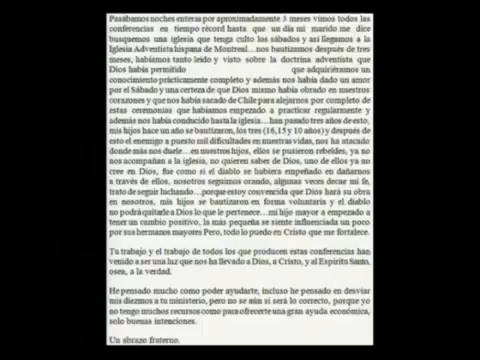 Pasábamos noches enteras por aproximadamente 3 meses vimos todos las
conferencias en tiempo récord hasta que un día mi marido me dice
busquemos una iglesia que tenga culto los sábados y así llegamos a la
Iglesia Adventista hispana de Montreal…nos bautizamos después de tres
meses, habíamos tanto leído y visto sobre la doctrina adventista que
Dios había permitido que adquiriéramos un
conocimiento prácticamente completo y además nos había dado un amor
por el Sábado y una certeza de que Dios mismo había obrado en nuestros
corazones y que nos había sacado de Chile para alejarnos por completo de
estas ceremonias que habíamos empezado a practicar regularmente y
además nos había conducido hasta la iglesia…han pasado tres años de esto,
mis hijos hace un año se bautizaron, los tres (16,15 y 10 años) y después de
esto el enemigo a puesto mil dificultades en nuestras vidas, nos ha atacado
donde más nos duele…en nuestros hijos, ellos se pusieron rebeldes, ya no
nos acompañan a la iglesia, no quieren saber de Dios, uno de ellos ya no
cree en Dios, fue como si el diablo se hubiera empeñado en dañarnos
a través de ellos, nosotros seguimos orando, algunas veces decae mi fe,
trato de seguir luchando…porque estoy convencida que Dios hará su obra
en nosotros, mis hijos se bautizaron en forma voluntaria y el diablo
no podrá quitarle a Dios lo que le pertenece…mi hijo mayor a empezado a
tener un cambio positivo, la más pequeña se siente influenciada un poco
por sus hermanos mayores Pero, todo lo puedo en Cristo que me fortalece.
Tu trabajo y el trabajo de todos los que producen estas conferencias han
venido a ser una luz que nos ha llevado a Dios, a Cristo, y al Espíritu Santo,
osea, a la verdad.
He pensado mucho como poder ayudarte, incluso he pensado en desviar
mis diezmos a tu ministerio, pero no se aún si será lo correcto, porque yo
no tengo muchos recursos como para ofrecerte una gran ayuda económica,
solo buenas intenciones.
Un abrazo fraterno.